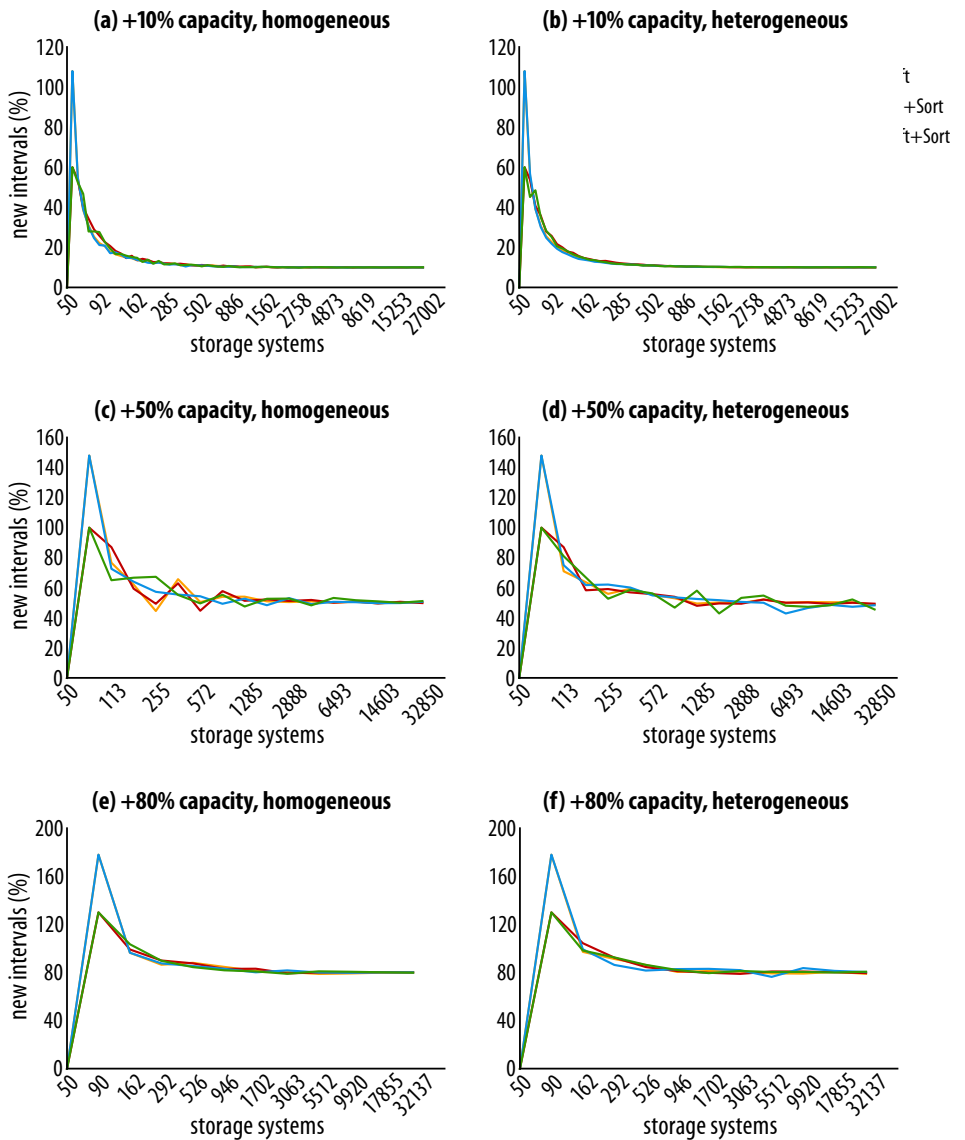 (a) +10% capacity, homogeneous
new intervals (%)
120
100
80
60
40
20
0
50 92 162 285 502 886 1562 2758 4873 8619 15253 27002
storage systems
(b) +10% capacity, heterogeneous
120
100
80
60
40
20
0
50 92 162 285 502 886 1562 2758 4873 8619 15253 27002
storage systems
ft
+Sort
ft+Sort
(c) +50% capacity, homogeneous
new intervals (%)
160
140
120
100
80
60
40
20
0
50 113 255 572 1285 2888 6493 14603 32850
storage systems
(d) +50% capacity, heterogeneous
160
140
120
100
80
60
40
20
0
50 113 255 572 1285 2888 6493 14603 32850
storage systems
(e) +80% capacity, homogeneous
new intervals (%)
200
160
120
80
40
0
50 90 162 292 526 946 1702 3063 5512 9920 17855 32137
storage systems
(f) +80% capacity, heterogeneous
200
160
120
80
40
0
50 90 162 292 526 946 1702 3063 5512 9920 17855 32137
storage systems